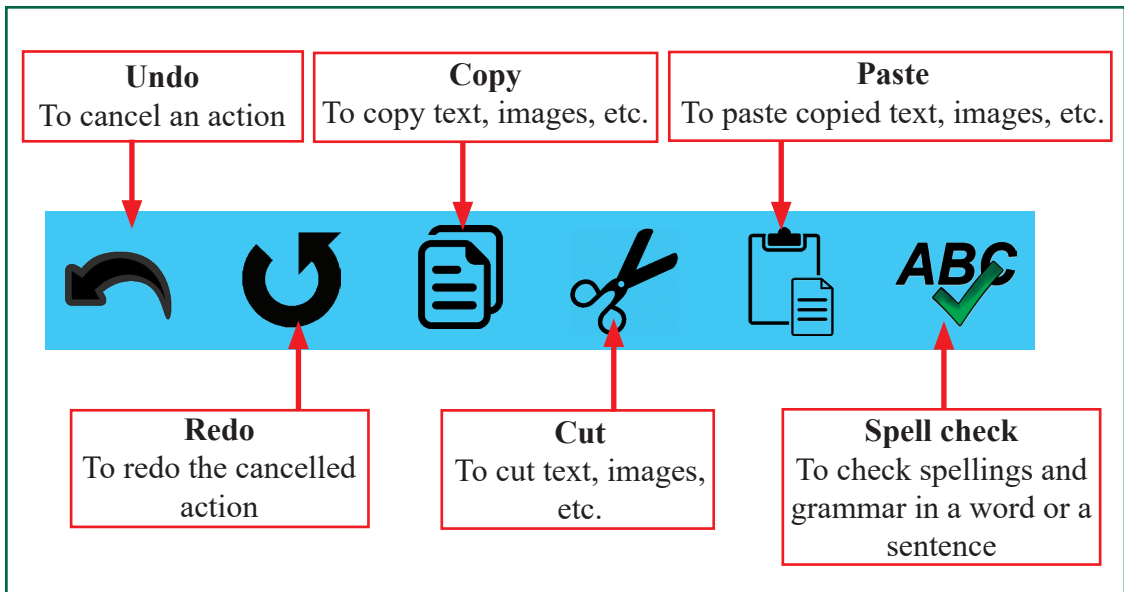 Undo
To cancel an action
Copy
To copy text, images, etc.
Paste
To paste copied text, images, etc.
ABC
Redo
To redo the cancelled
action
Cut
To cut text, images,
etc.
Spell check
To check spellings and
grammar in a word or a
sentence